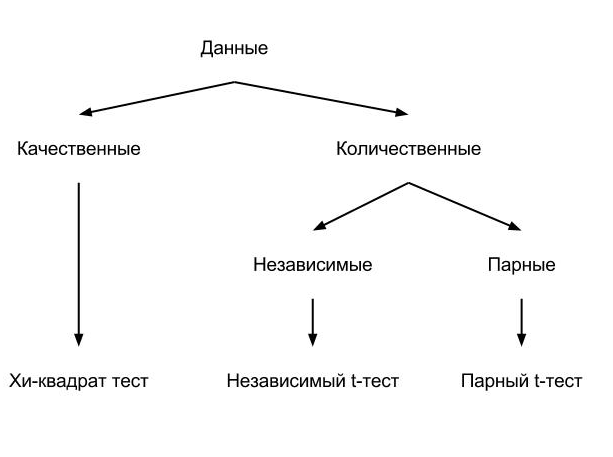 Данные
Качественные
Количественные
Независимые
Парные
Хи-квадрат тест
Независимый t-тест
Парный t-тест